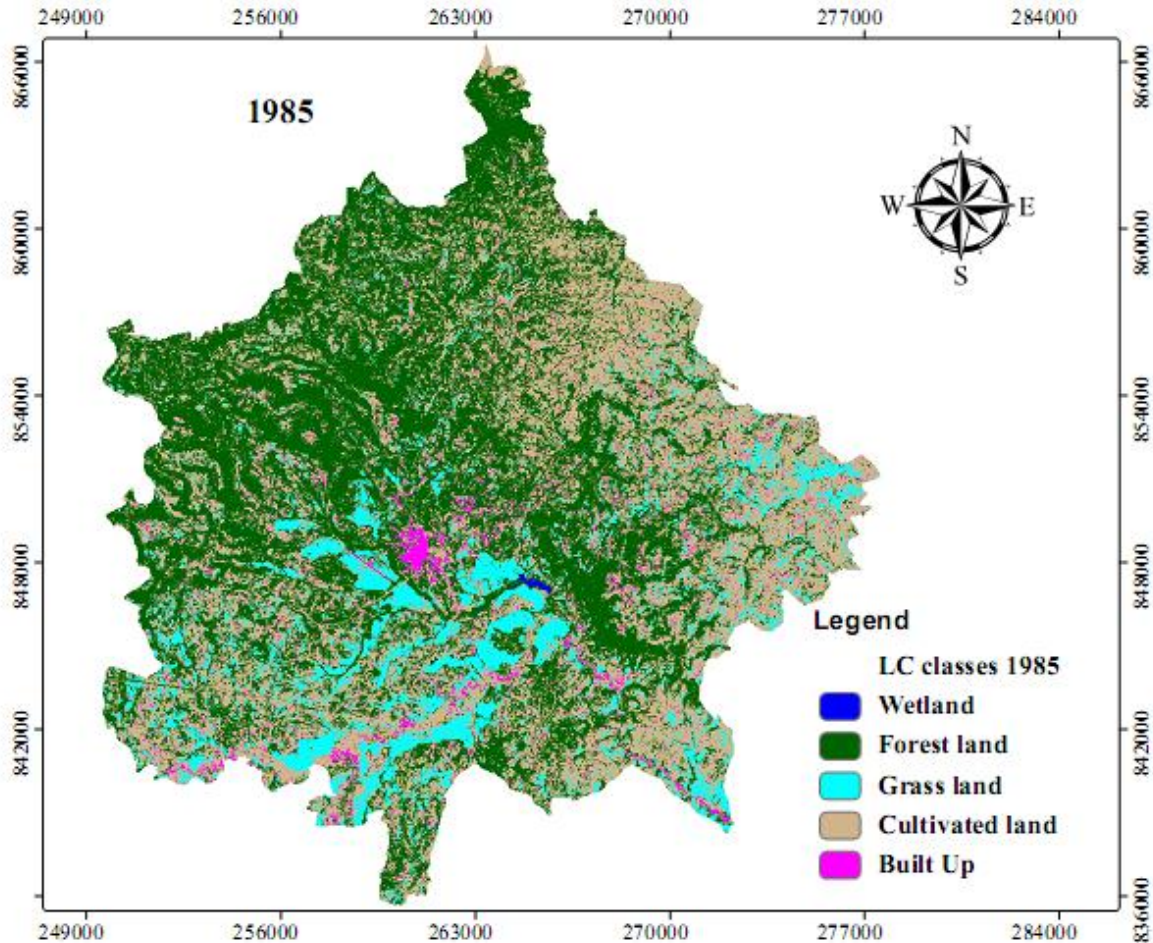 249000 256000 263000 270000 277000 284000
866000 866000
1985
N
W E
S
860000 860000
854000 854000
848000 848000
Legend
LC classes 1985
Wetland
842000 842000
Forest land
Grass land
Cultivated land
Built Up
836000
249000 256000 263000 270000 277000 284000